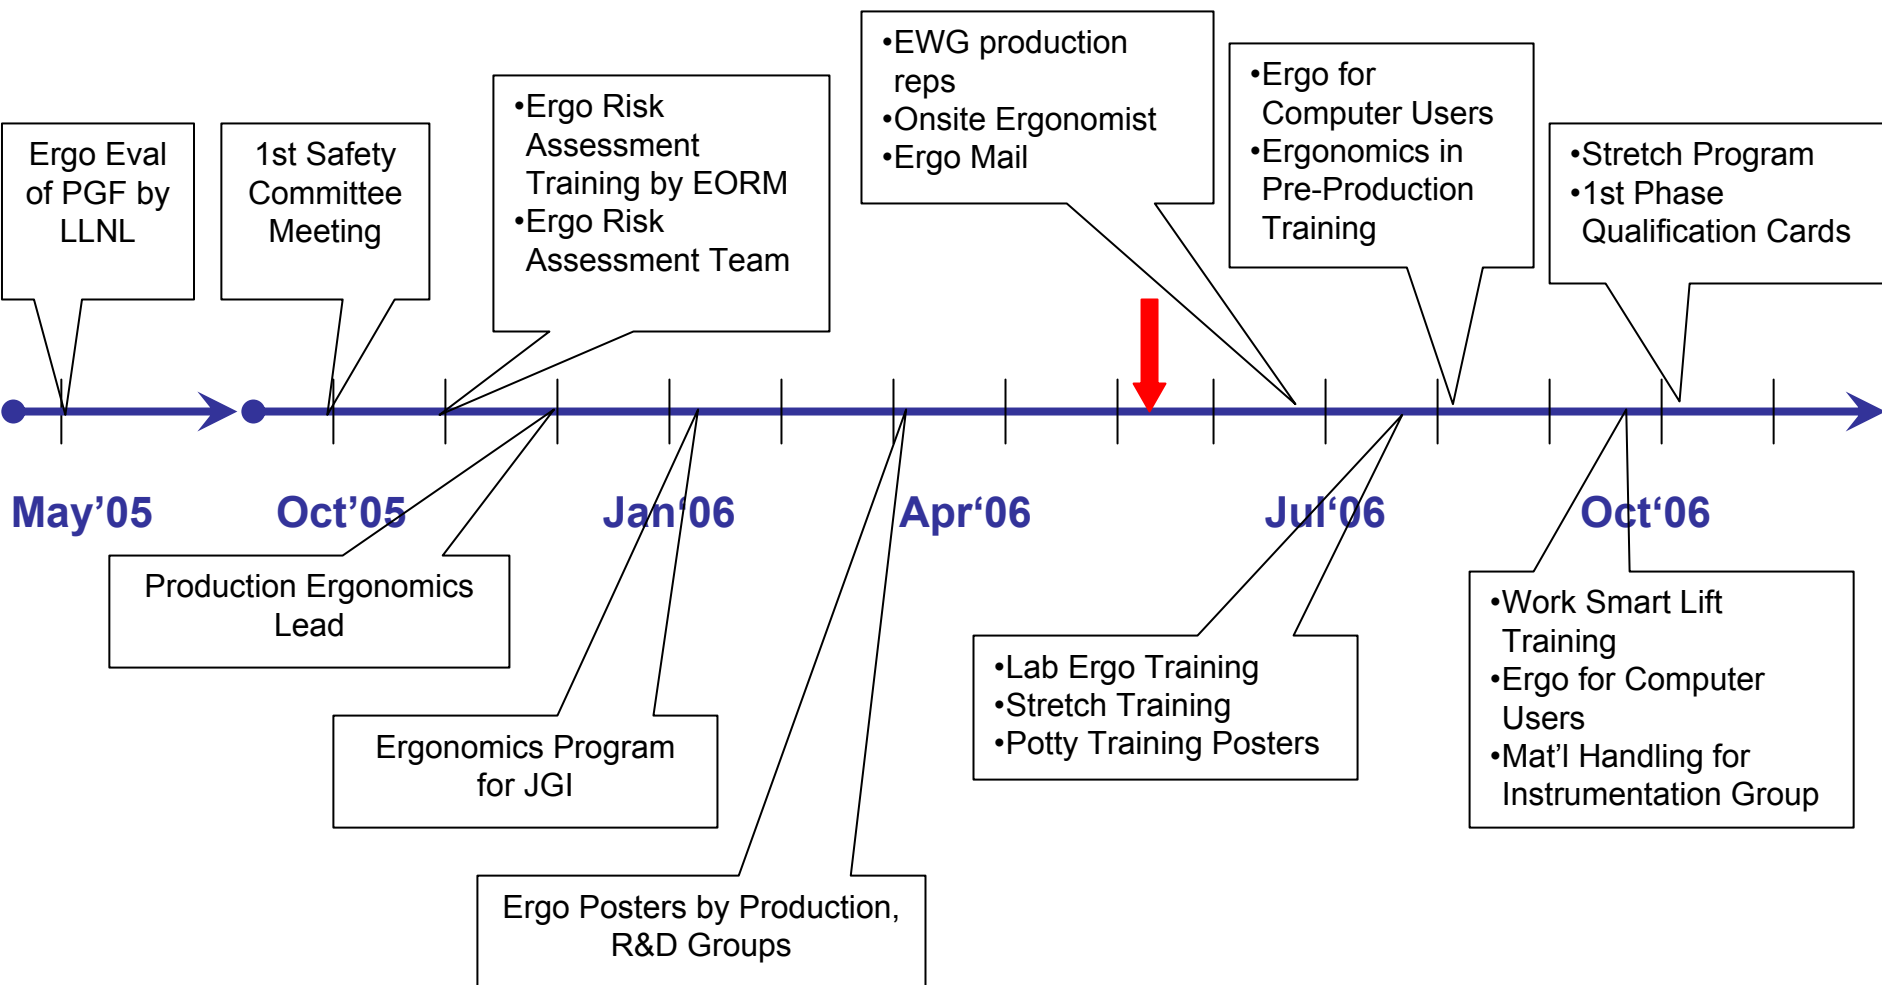 Ergo Eval
of PGF by
LLNL
1st Safety
Committee
Meeting
•Ergo Risk
Assessment
Training by EORM
•Ergo Risk
Assessment Team
•EWG production
reps
•Onsite Ergonomist
•Ergo Mail
•Ergo for
Computer Users
•Ergonomics in
Pre-Production
Training
•Stretch Program
•1st Phase
Qualification Cards
May’05
Oct’05
Jan‘06
Apr‘06
Jul‘06
Oct‘06
Production Ergonomics
Lead
Ergonomics Program
for JGI
Ergo Posters by Production,
R&D Groups
•Lab Ergo Training
•Stretch Training
•Potty Training Posters
•Work Smart Lift
Training
•Ergo for Computer
Users
•Mat’l Handling for
Instrumentation Group